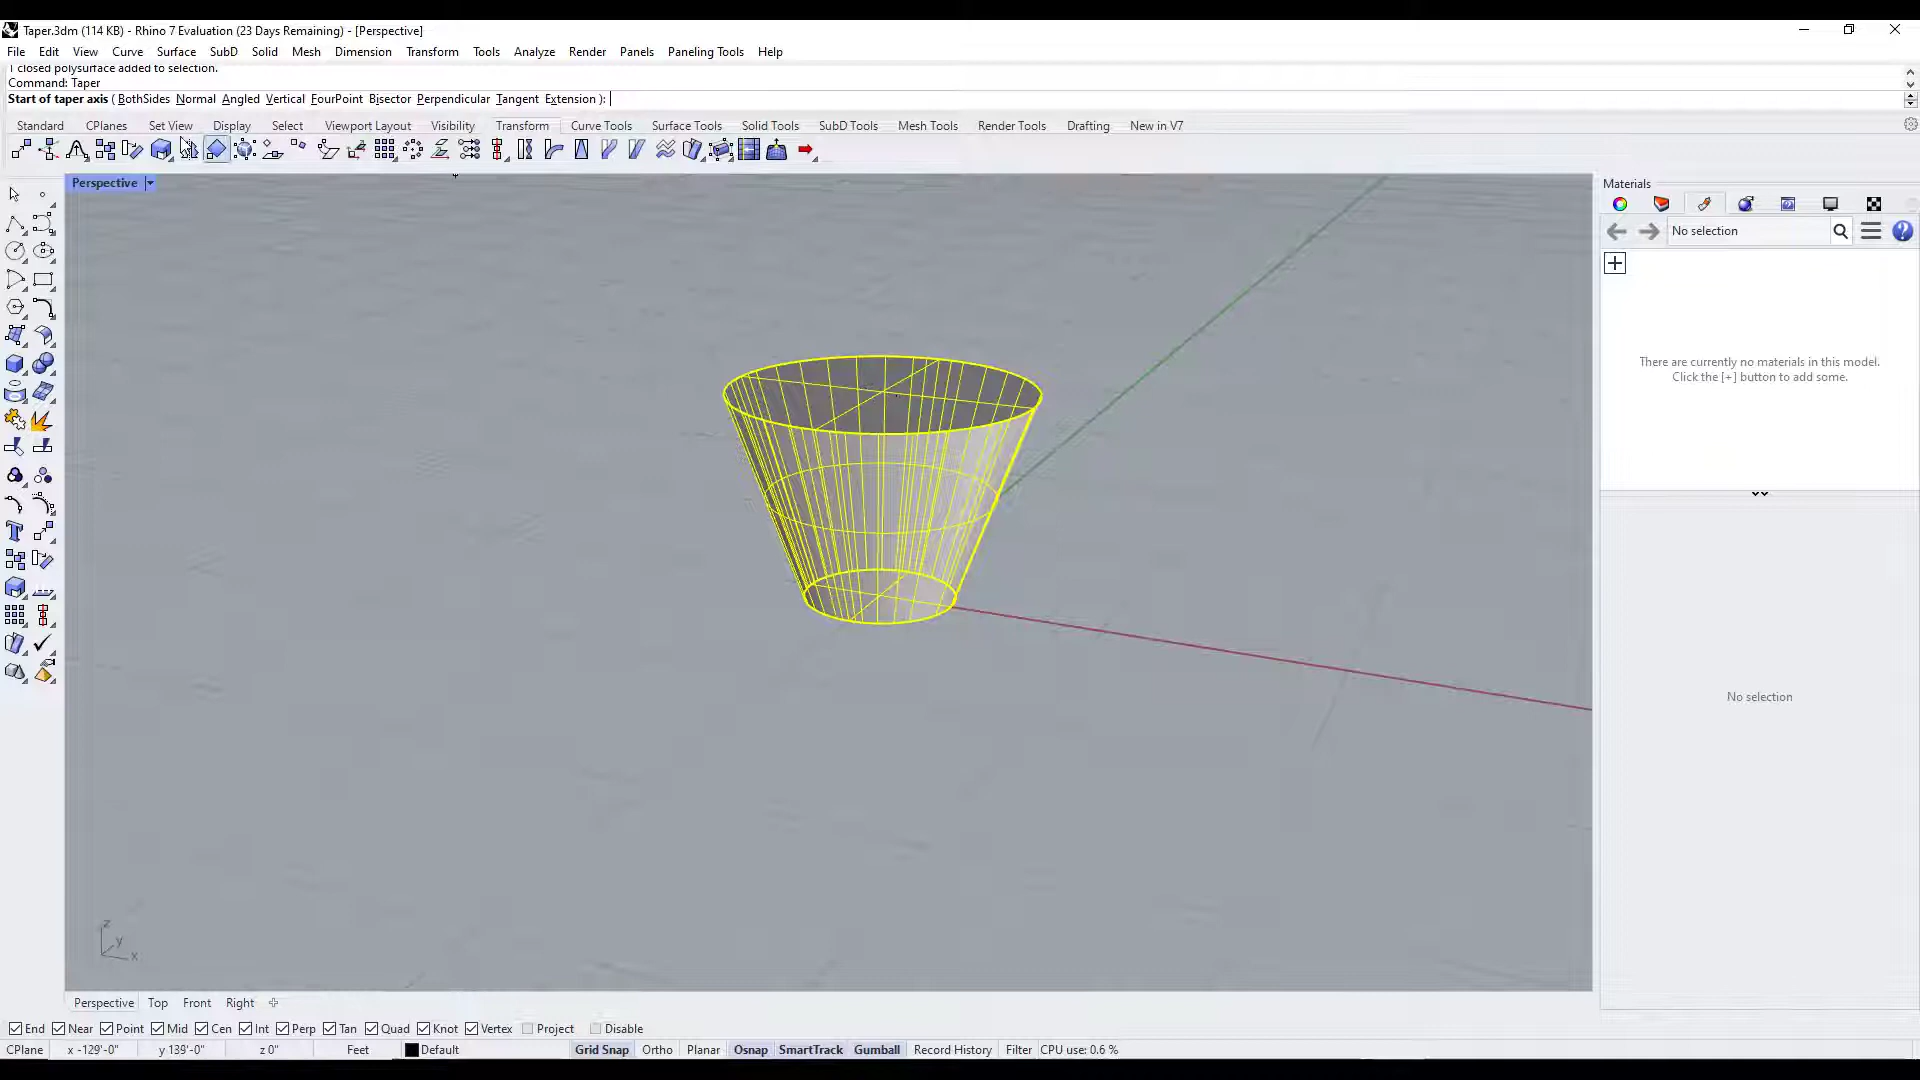 Taper.3dm (114 KB) - Rhino 7 Evaluation (23 Days Remaining) - [Perspective]
File Edit View Curve Surface SubD Solid Mesh Dimension Transform Tools Analyze Render Panels Paneling Tools Help
1 closed polysurface added to selection.
Command: Taper
Start of taper axis ( BothSides Normal Angled Vertical FourPoint Bisector Perpendicular Tangent Extension ):
Standard CPlanes Set View Display Select Viewport Layout Visibility Transform Curve Tools Surface Tools Solid Tools SubD Tools Mesh Tools Render Tools Drafting New in V7
Perspective
Materials
No selection
There are currently no materials in this model.
Click the [+] button to add some.
No selection
z
y
x
Perspective Top Front Right
End Near Point Mid Cen Int Perp Tan Quad Knot Vertex Project Disable
CPlane x -129'-0" y 139'-0" z 0" Feet Default Grid Snap Ortho Planar Osnap SmartTrack Gumball Record History Filter CPU use: 0.6 %